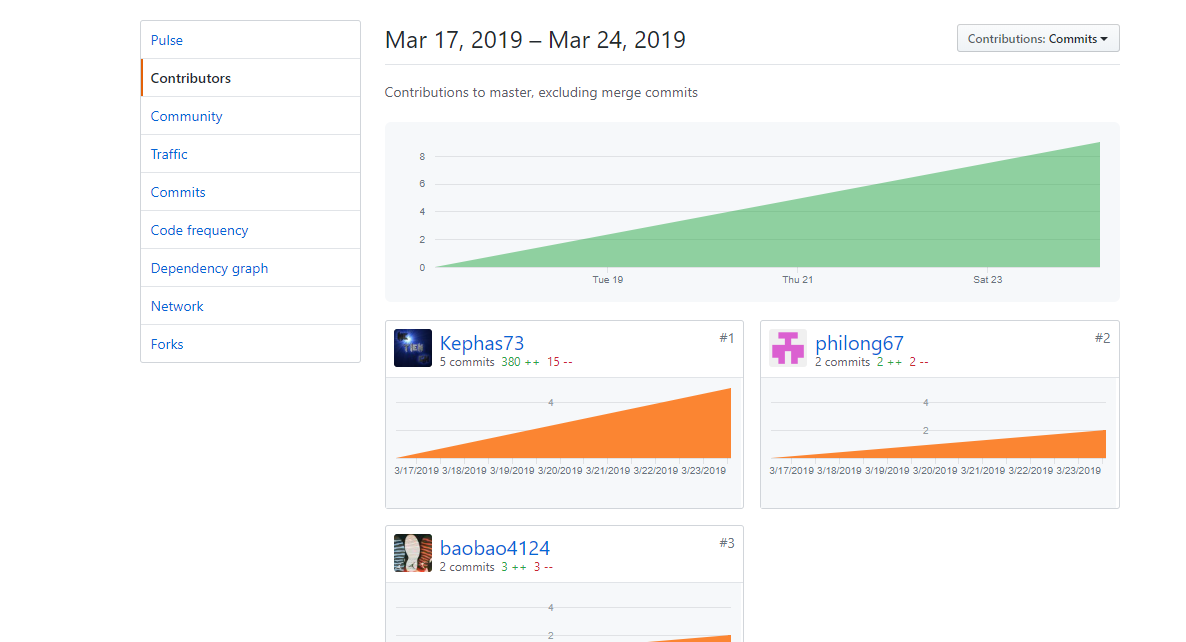 Pulse
Contributors
Community
Traffic
Commits
Code frequency
Dependency graph
Network
Forks
Mar 17, 2019 – Mar 24, 2019
Contributions: Commits
Contributions to master, excluding merge commits
8
6
4
2
0
Tue 19
Thu 21
Sat 23
Kephas73
#1
5 commits 380 ++ 15 --
4
3/17/2019 3/18/2019 3/19/2019 3/20/2019 3/21/2019 3/22/2019 3/23/2019
philong67
#2
2 commits 2 ++ 2 --
4
2
3/17/2019 3/18/2019 3/19/2019 3/20/2019 3/21/2019 3/22/2019 3/23/2019
baobao4124
#3
2 commits 3 ++ 3 --
4
2